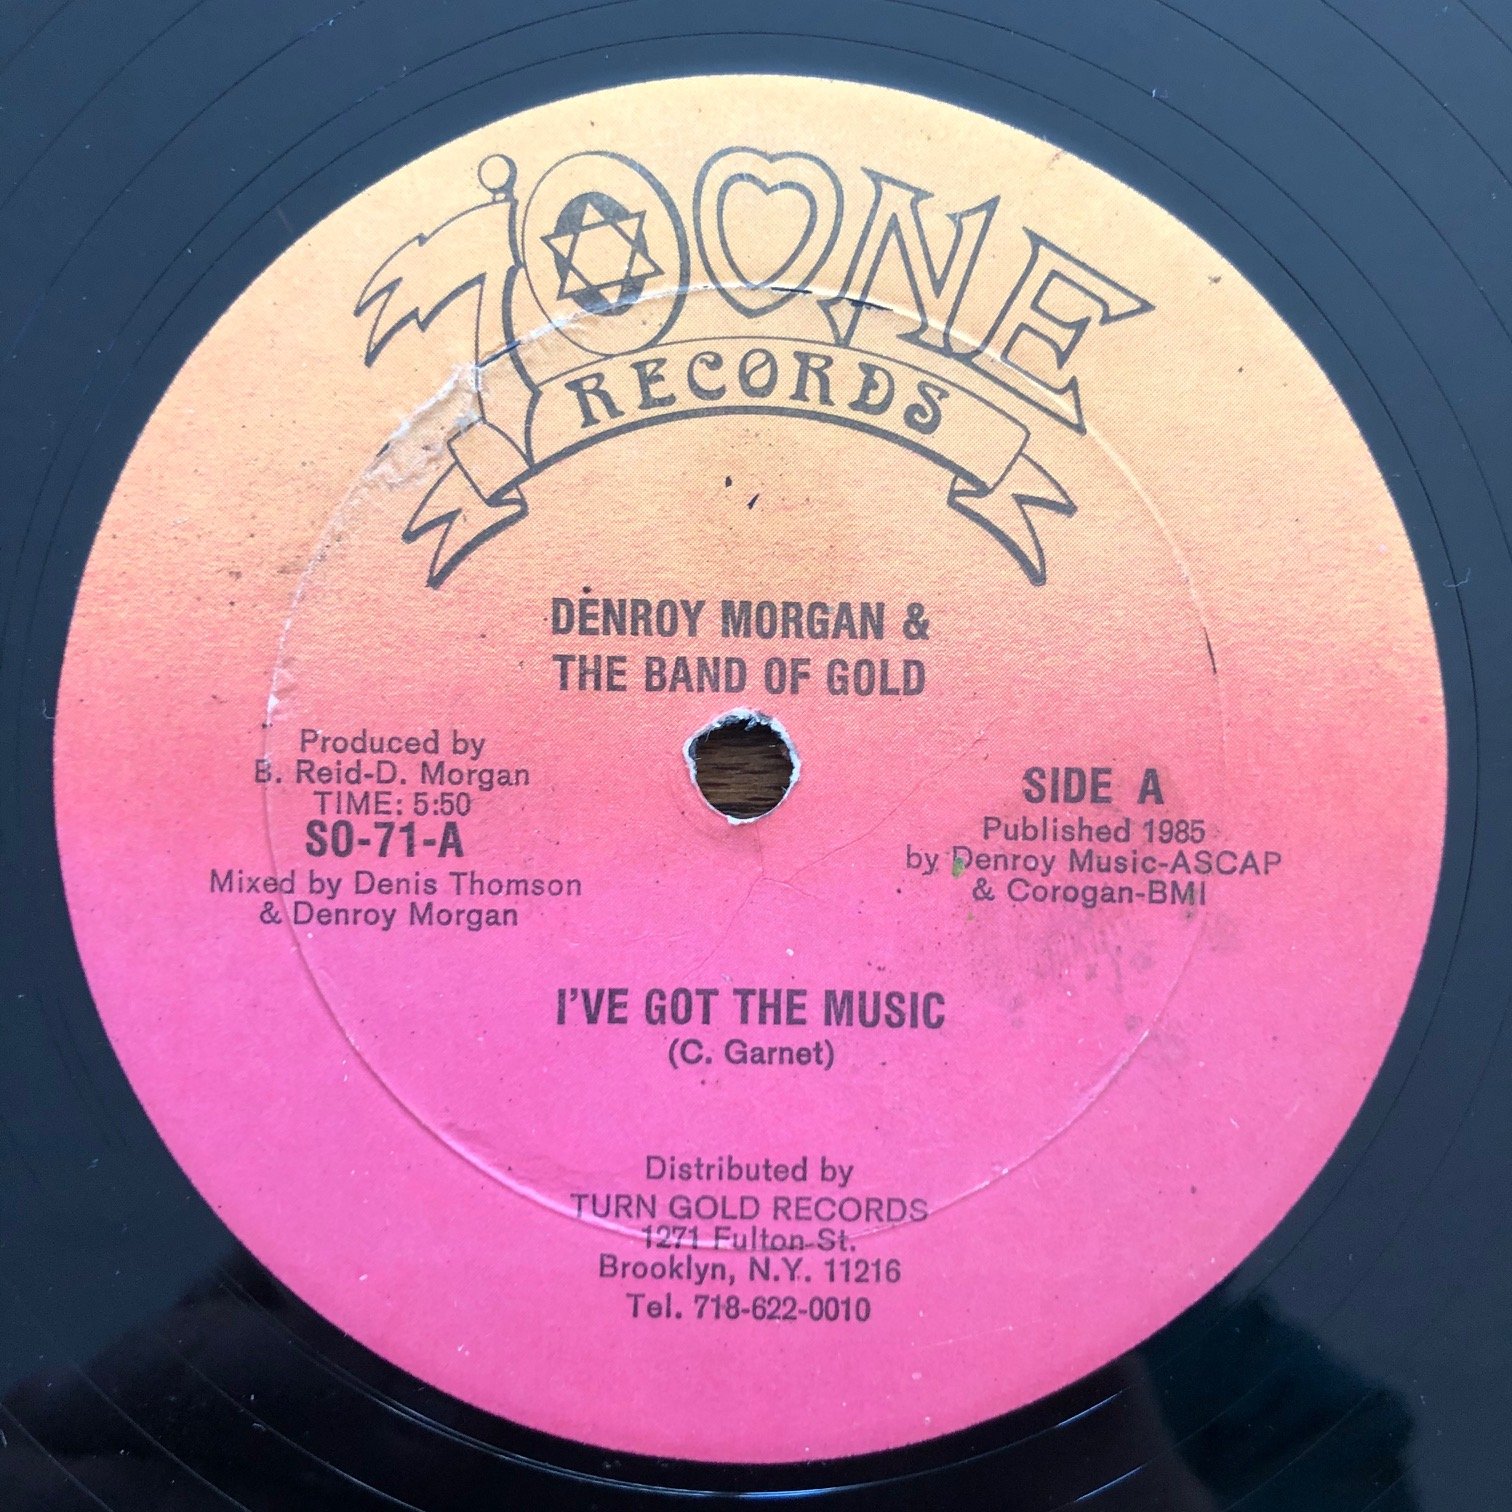 70ONE
RECORDS
DENROY MORGAN &
THE BAND OF GOLD
Produced by
B. Reid-D. Morgan
TIME: 5:50
SO-71-A
Mixed by Denis Thomson
& Denroy Morgan
SIDE A
Published 1985
by Denroy Music-ASCAP
& Corogan-BMI
I'VE GOT THE MUSIC
(C. Garnet)
Distributed by
TURN GOLD RECORDS
1271 Fulton St.
Brooklyn, N.Y. 11216
Tel. 718-622-0010